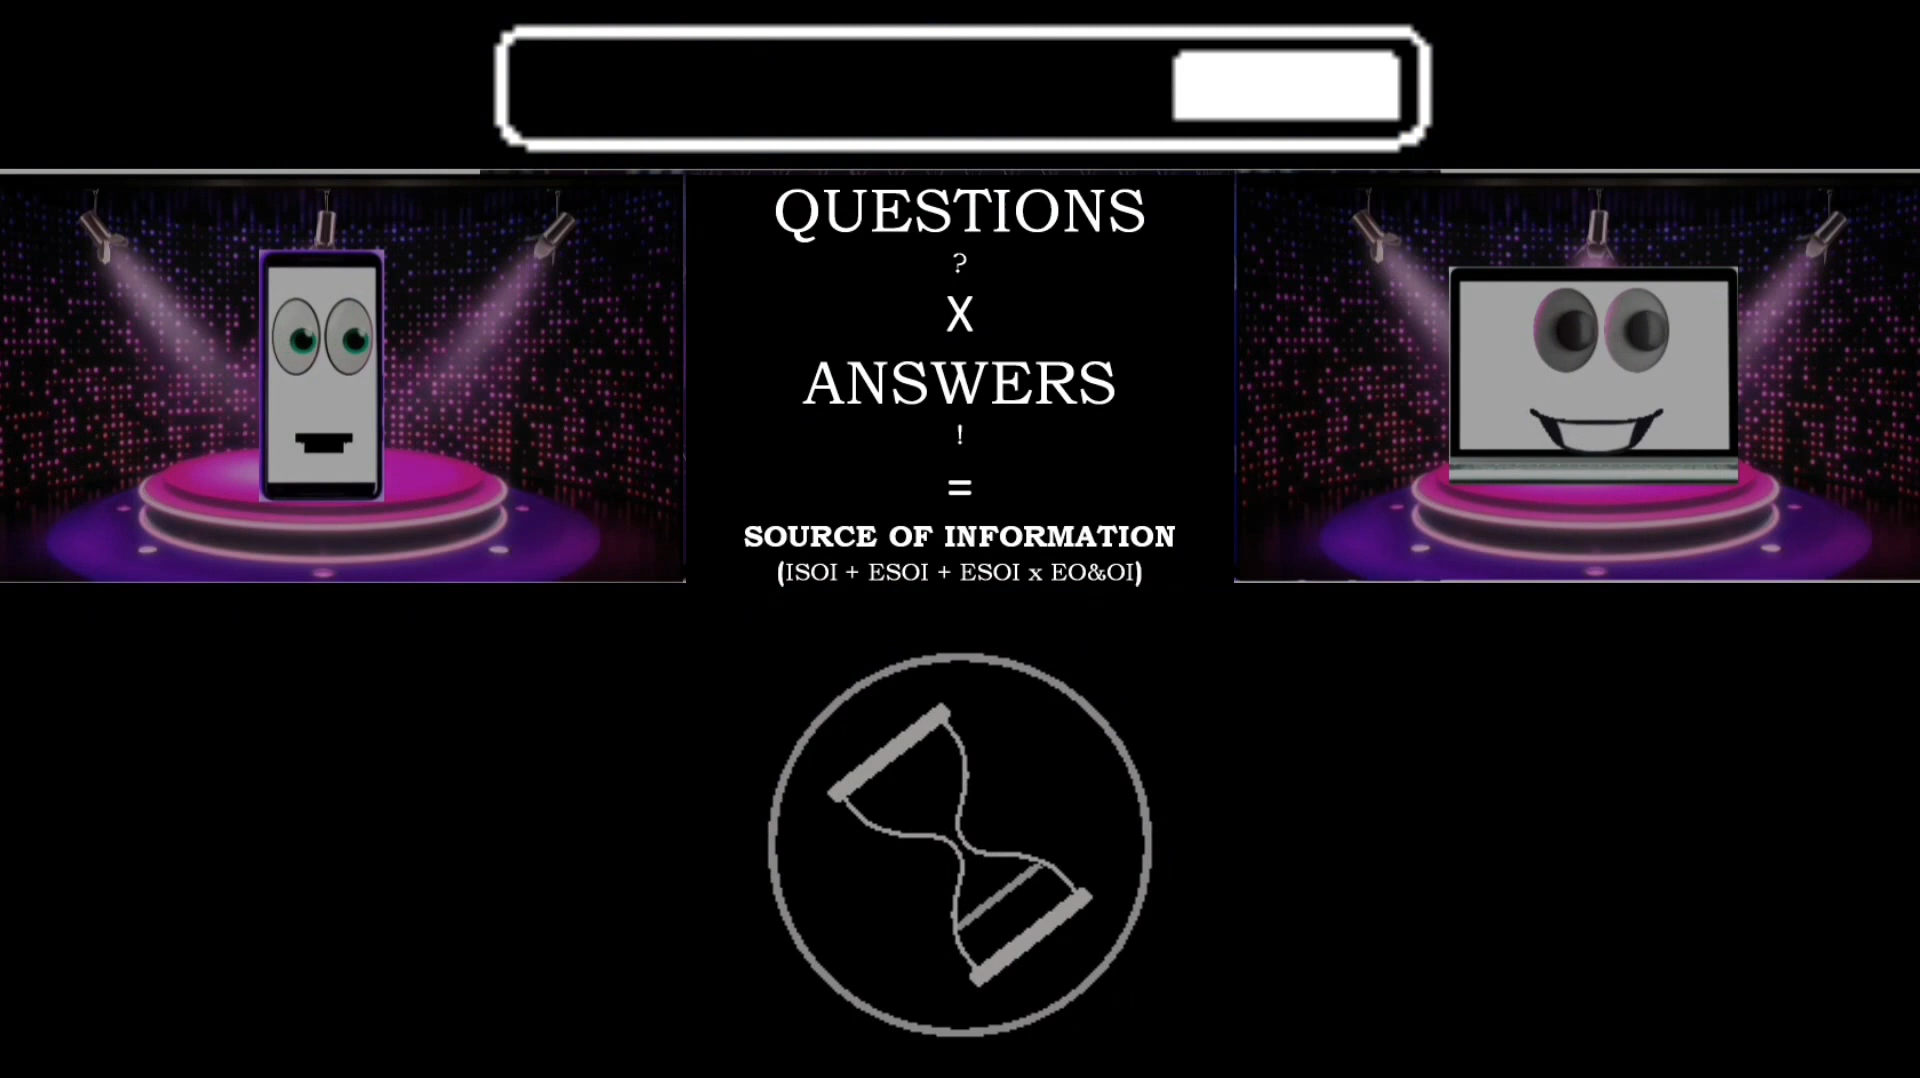 QUESTIONS
?
X
ANSWERS
!
=
SOURCE OF INFORMATION
(ISOI + ESOI + ESOI x EO&OI)